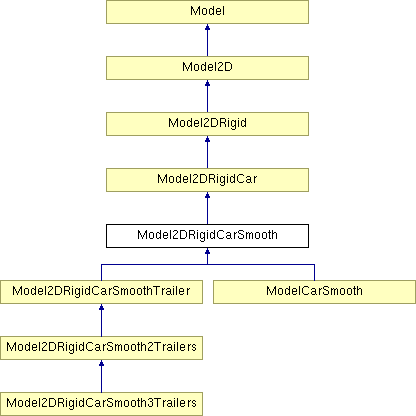 Model
Model2D
Model2DRigid
Model2DRigidCar
Model2DRigidCarSmooth
Model2DRigidCarSmoothTrailer
ModelCarSmooth
Model2DRigidCarSmooth2Trailers
Model2DRigidCarSmooth3Trailers